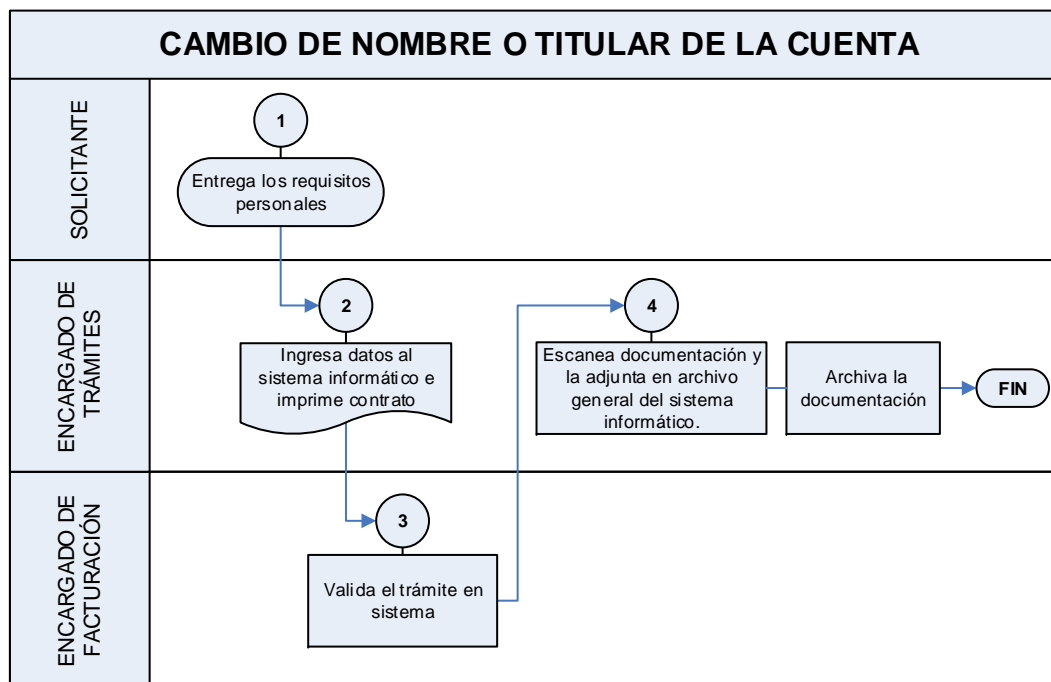 CAMBIO DE NOMBRE O TITULAR DE LA CUENTA
SOLICITANTE
1
Entrega los requisitos
personales
ENCARGADO DE
TRÁMITES
2
Ingresa datos al
sistema informático e
imprime contrato
4
Escanea documentación y
la adjunta en archivo
general del sistema
informático.
Archiva la
documentación
FIN
ENCARGADO DE
FACTURACIÓN
3
Valida el trámite en
sistema